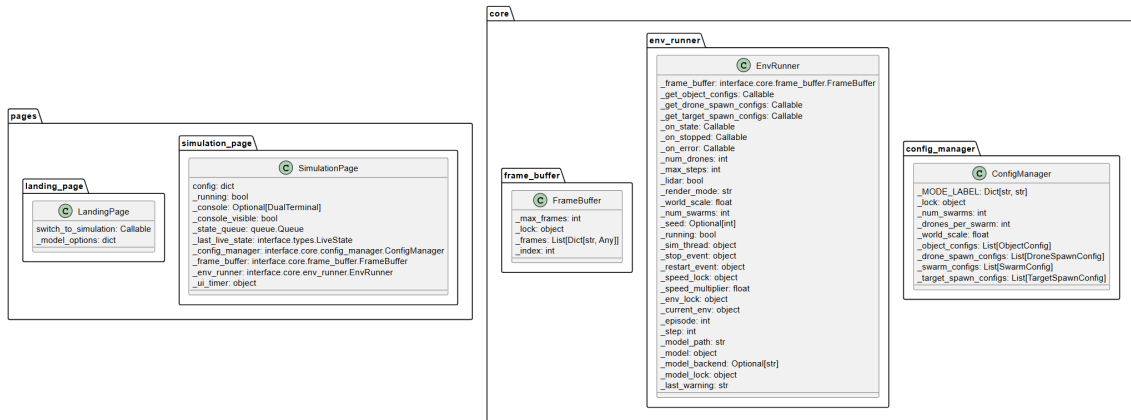 pages
landing_page
C LandingPage
switch_to_simulation: Callable
_model_options: dict
simulation_page
C SimulationPage
config: dict
_running: bool
_console: Optional[DualTerminal]
_console_visible: bool
_state_queue: queue.Queue
_last_live_state: interface.types.LiveState
_config_manager: interface.core.config_manager.ConfigManager
_frame_buffer: interface.core.frame_buffer.FrameBuffer
_env_runner: interface.core.env_runner.EnvRunner
_ui_timer: object
core
frame_buffer
C FrameBuffer
_max_frames: int
_lock: object
_frames: List[Dict[str, Any]]
_index: int
env_runner
C EnvRunner
_frame_buffer: interface.core.frame_buffer.FrameBuffer
_get_object_configs: Callable
_get_drone_spawn_configs: Callable
_get_target_spawn_configs: Callable
_on_state: Callable
_on_stopped: Callable
_on_error: Callable
_num_drones: int
_max_steps: int
_lidar: bool
_render_mode: str
_world_scale: float
_num_swarms: int
_seed: Optional[int]
_running: bool
_sim_thread: object
_stop_event: object
_restart_event: object
_speed_lock: object
_speed_multiplier: float
_env_lock: object
_current_env: object
_episode: int
_step: int
_model_path: str
_model: object
_model_backend: Optional[str]
_model_lock: object
_last_warning: str
config_manager
C ConfigManager
_MODE_LABEL: Dict[str, str]
_lock: object
_num_swarms: int
_drones_per_swarm: int
_world_scale: float
_object_configs: List[ObjectConfig]
_drone_spawn_configs: List[DroneSpawnConfig]
_swarm_configs: List[SwarmConfig]
_target_spawn_configs: List[TargetSpawnConfig]